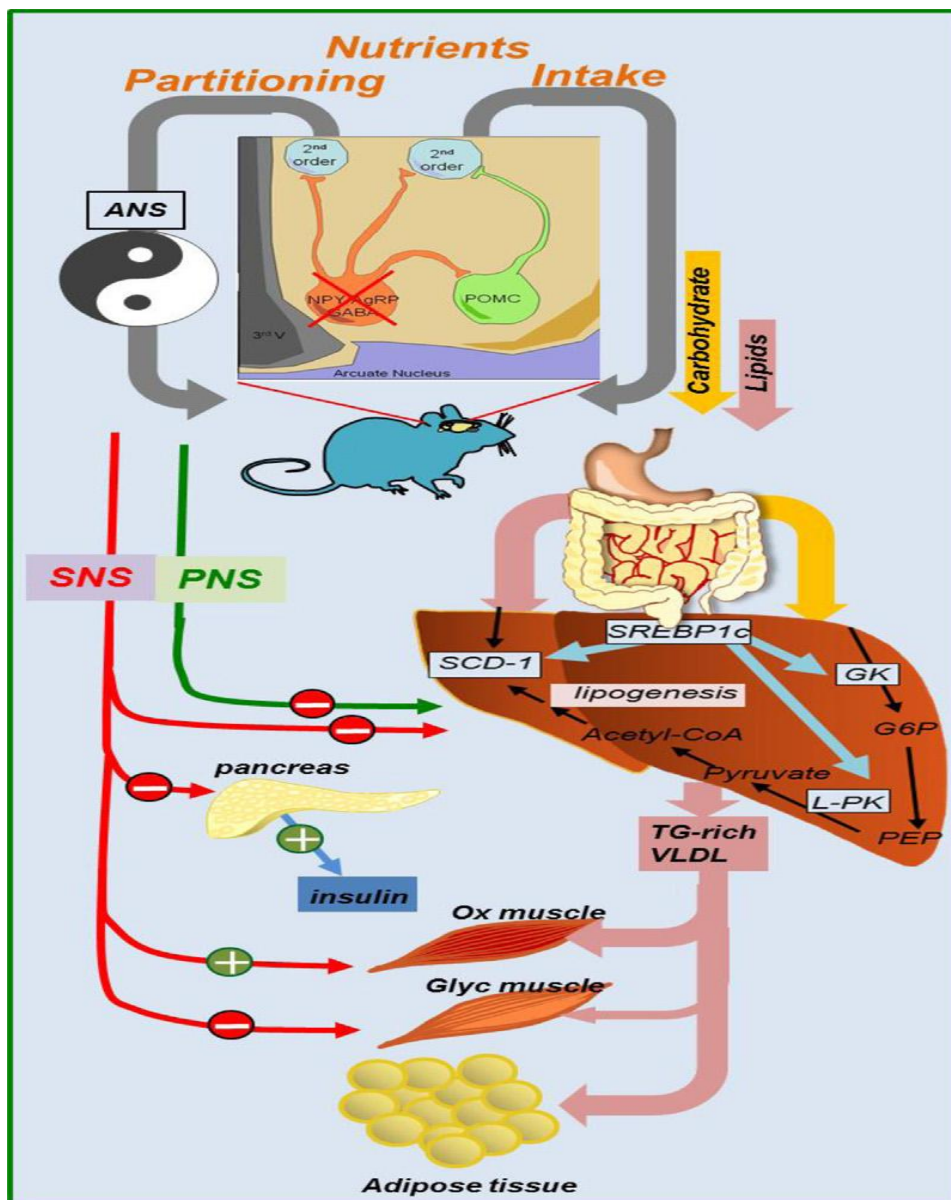 Nutrients
Partitioning
Intake
2nd
order
2nd
order
ANS
NPY AgRP
GABA
POMC
3rd V
Arcuate Nucleus
Carbohydrate
Lipids
SNS
PNS
SREBP1c
SCD-1
GK
lipogenesis
G6P
Acetyl-CoA
Pyruvate
L-PK
PEP
pancreas
TG-rich
VLDL
insulin
Ox muscle
Glyc muscle
Adipose tissue